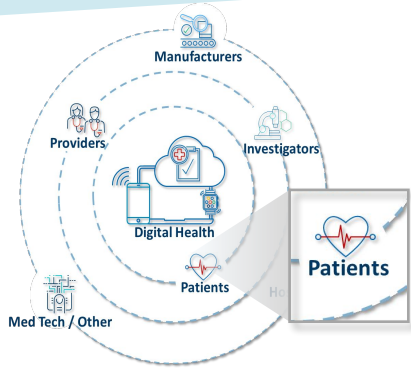 Manufacturers
Providers
Investigators
Digital Health
Patients
Patients
Med Tech / Other